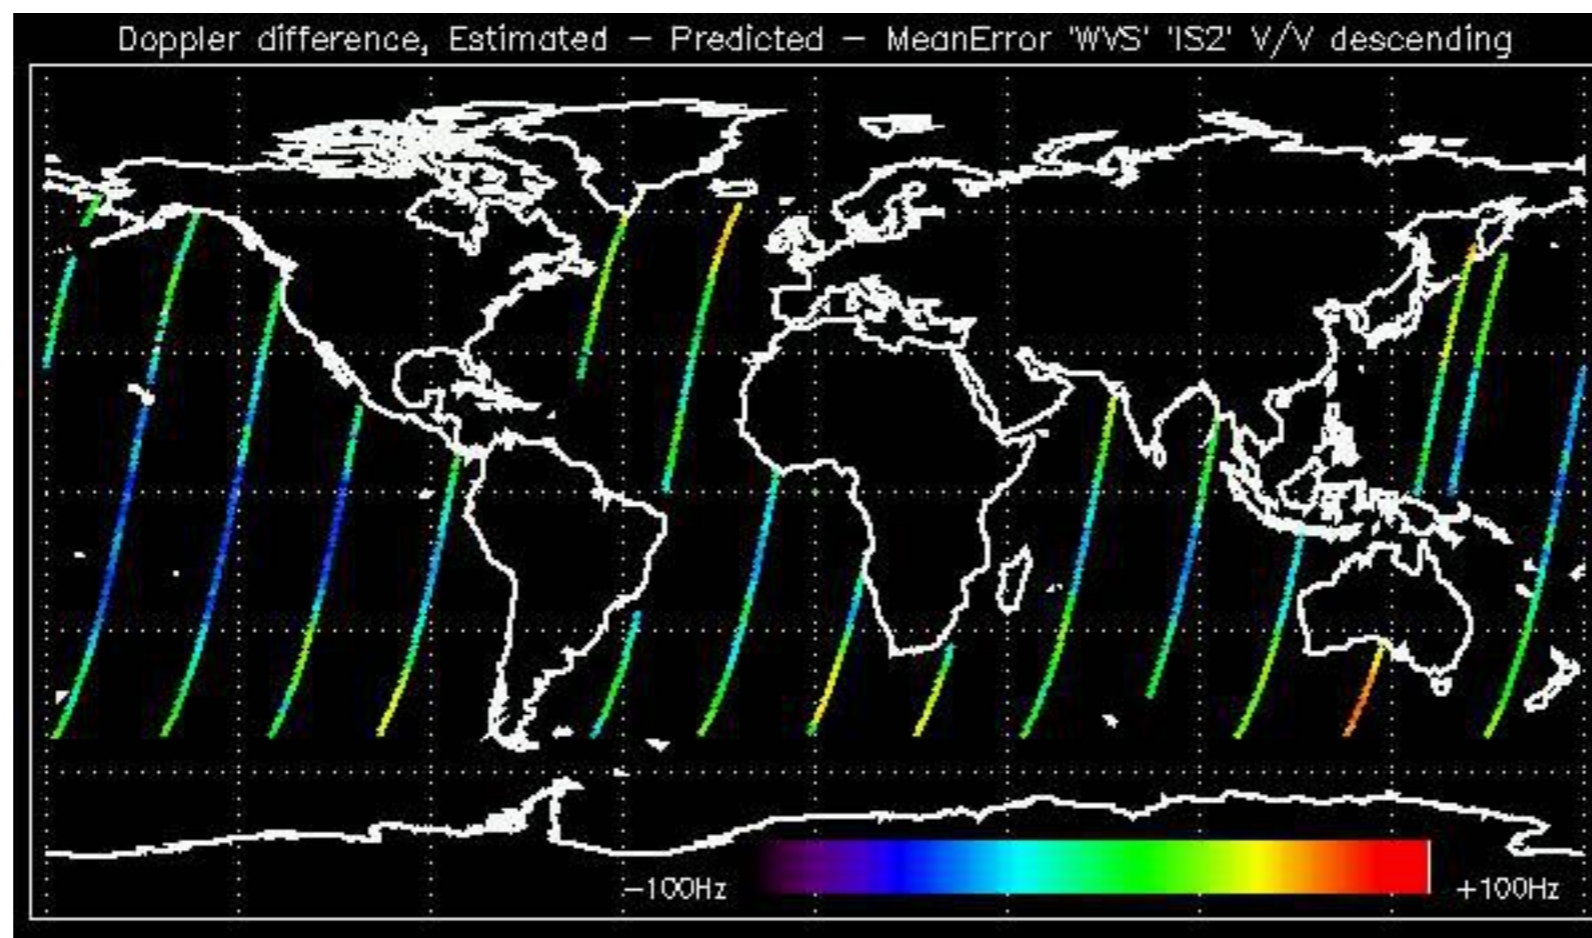 Doppler difference, Estimated – Predicted – MeanError 'WVS' 'IS2' V/V descending
–100Hz +100Hz